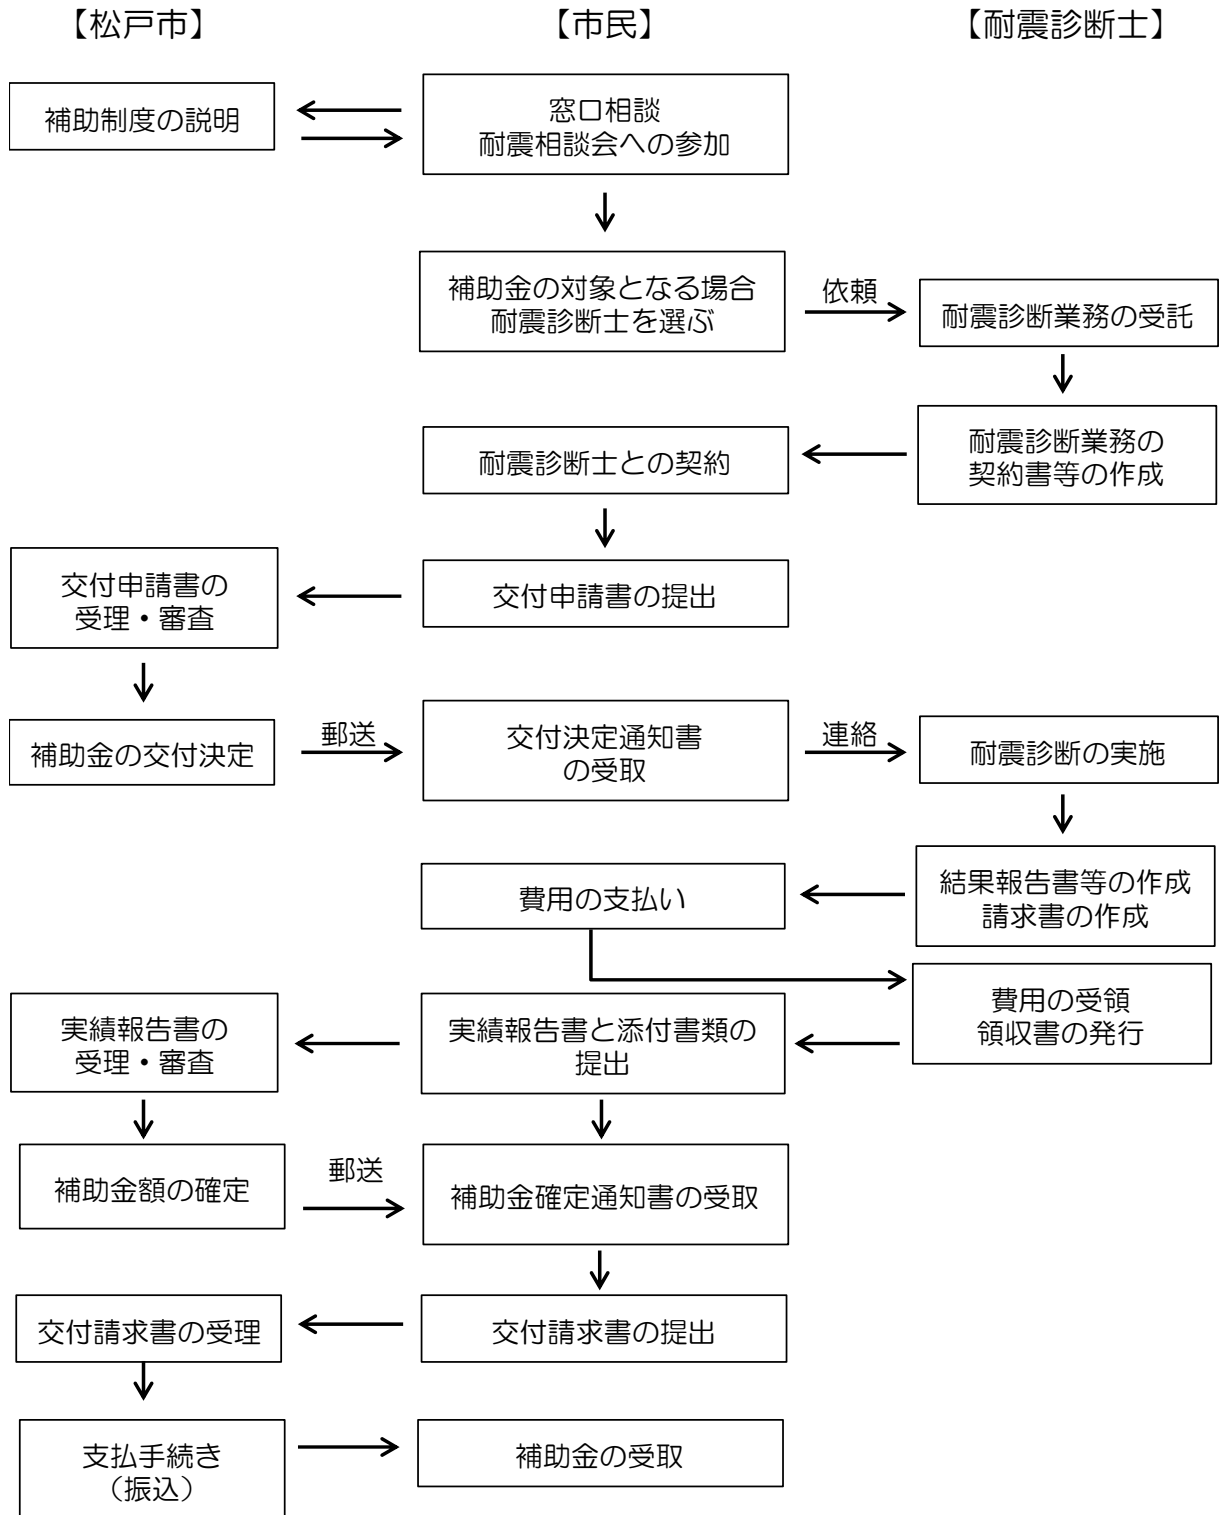 【松戸市】
【市民】
【耐震診断士】
補助制度の説明
窓口相談
耐震相談会への参加
補助金の対象となる場合
耐震診断士を選ぶ
依頼
耐震診断業務の受託
耐震診断業務の
契約書等の作成
耐震診断士との契約
交付申請書の提出
交付申請書の
受理・審査
補助金の交付決定
郵送
交付決定通知書
の受取
連絡
耐震診断の実施
結果報告書等の作成
請求書の作成
費用の支払い
費用の受領
領収書の発行
実績報告書と添付書類の
提出
実績報告書の
受理・審査
補助金額の確定
郵送
補助金確定通知書の受取
交付請求書の提出
交付請求書の受理
支払手続き
（振込）
補助金の受取